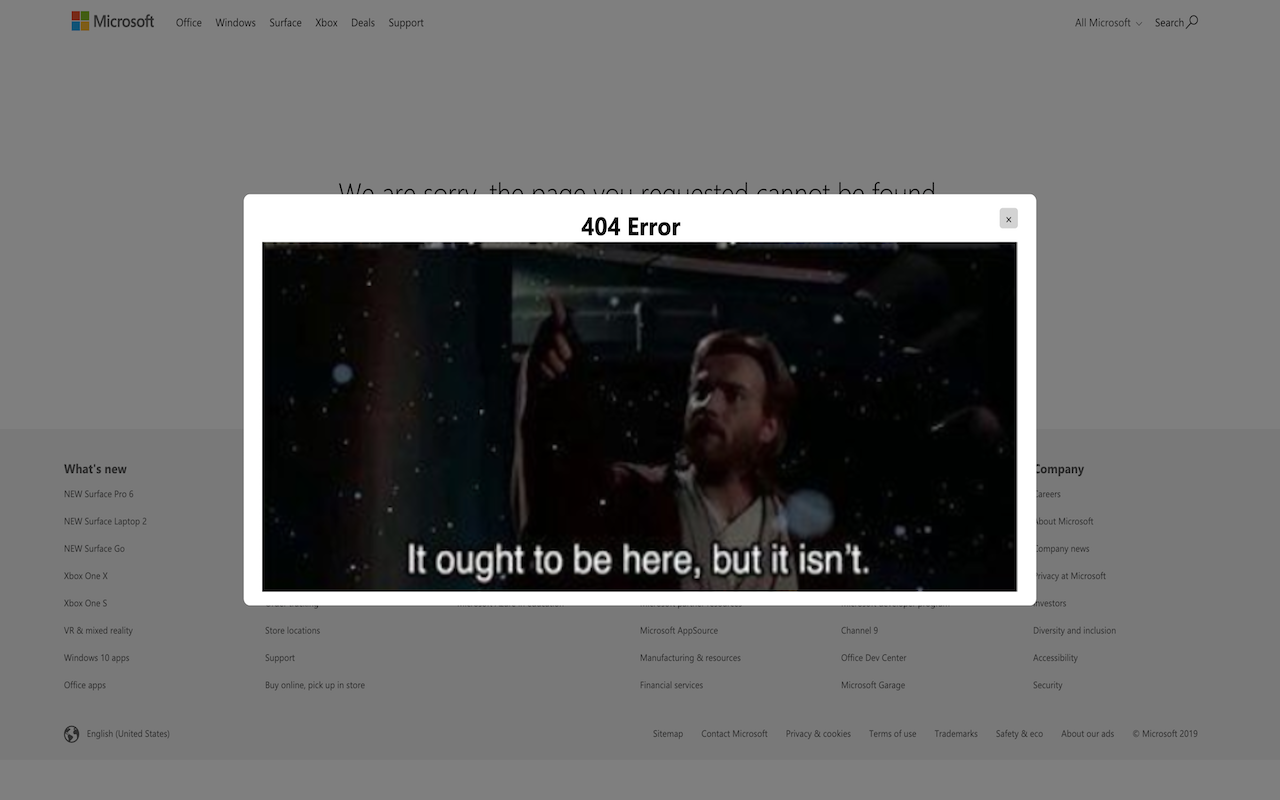 Microsoft Office Windows Surface Xbox Deals Support All Microsoft Search
We are sorry, the page you requested cannot be found
404 Error
×
It ought to be here, but it isn't.
What's new
NEW Surface Pro 6
NEW Surface Laptop 2
NEW Surface Go
Xbox One X
Xbox One S
VR & mixed reality
Windows 10 apps
Office apps
Store locations
Support
Buy online, pick up in store
Microsoft AppSource
Manufacturing & resources
Financial services
Channel 9
Office Dev Center
Microsoft Garage
Company
Careers
About Microsoft
Company news
Privacy at Microsoft
Investors
Diversity and inclusion
Accessibility
Security
English (United States)
Sitemap Contact Microsoft Privacy & cookies Terms of use Trademarks Safety & eco About our ads © Microsoft 2019